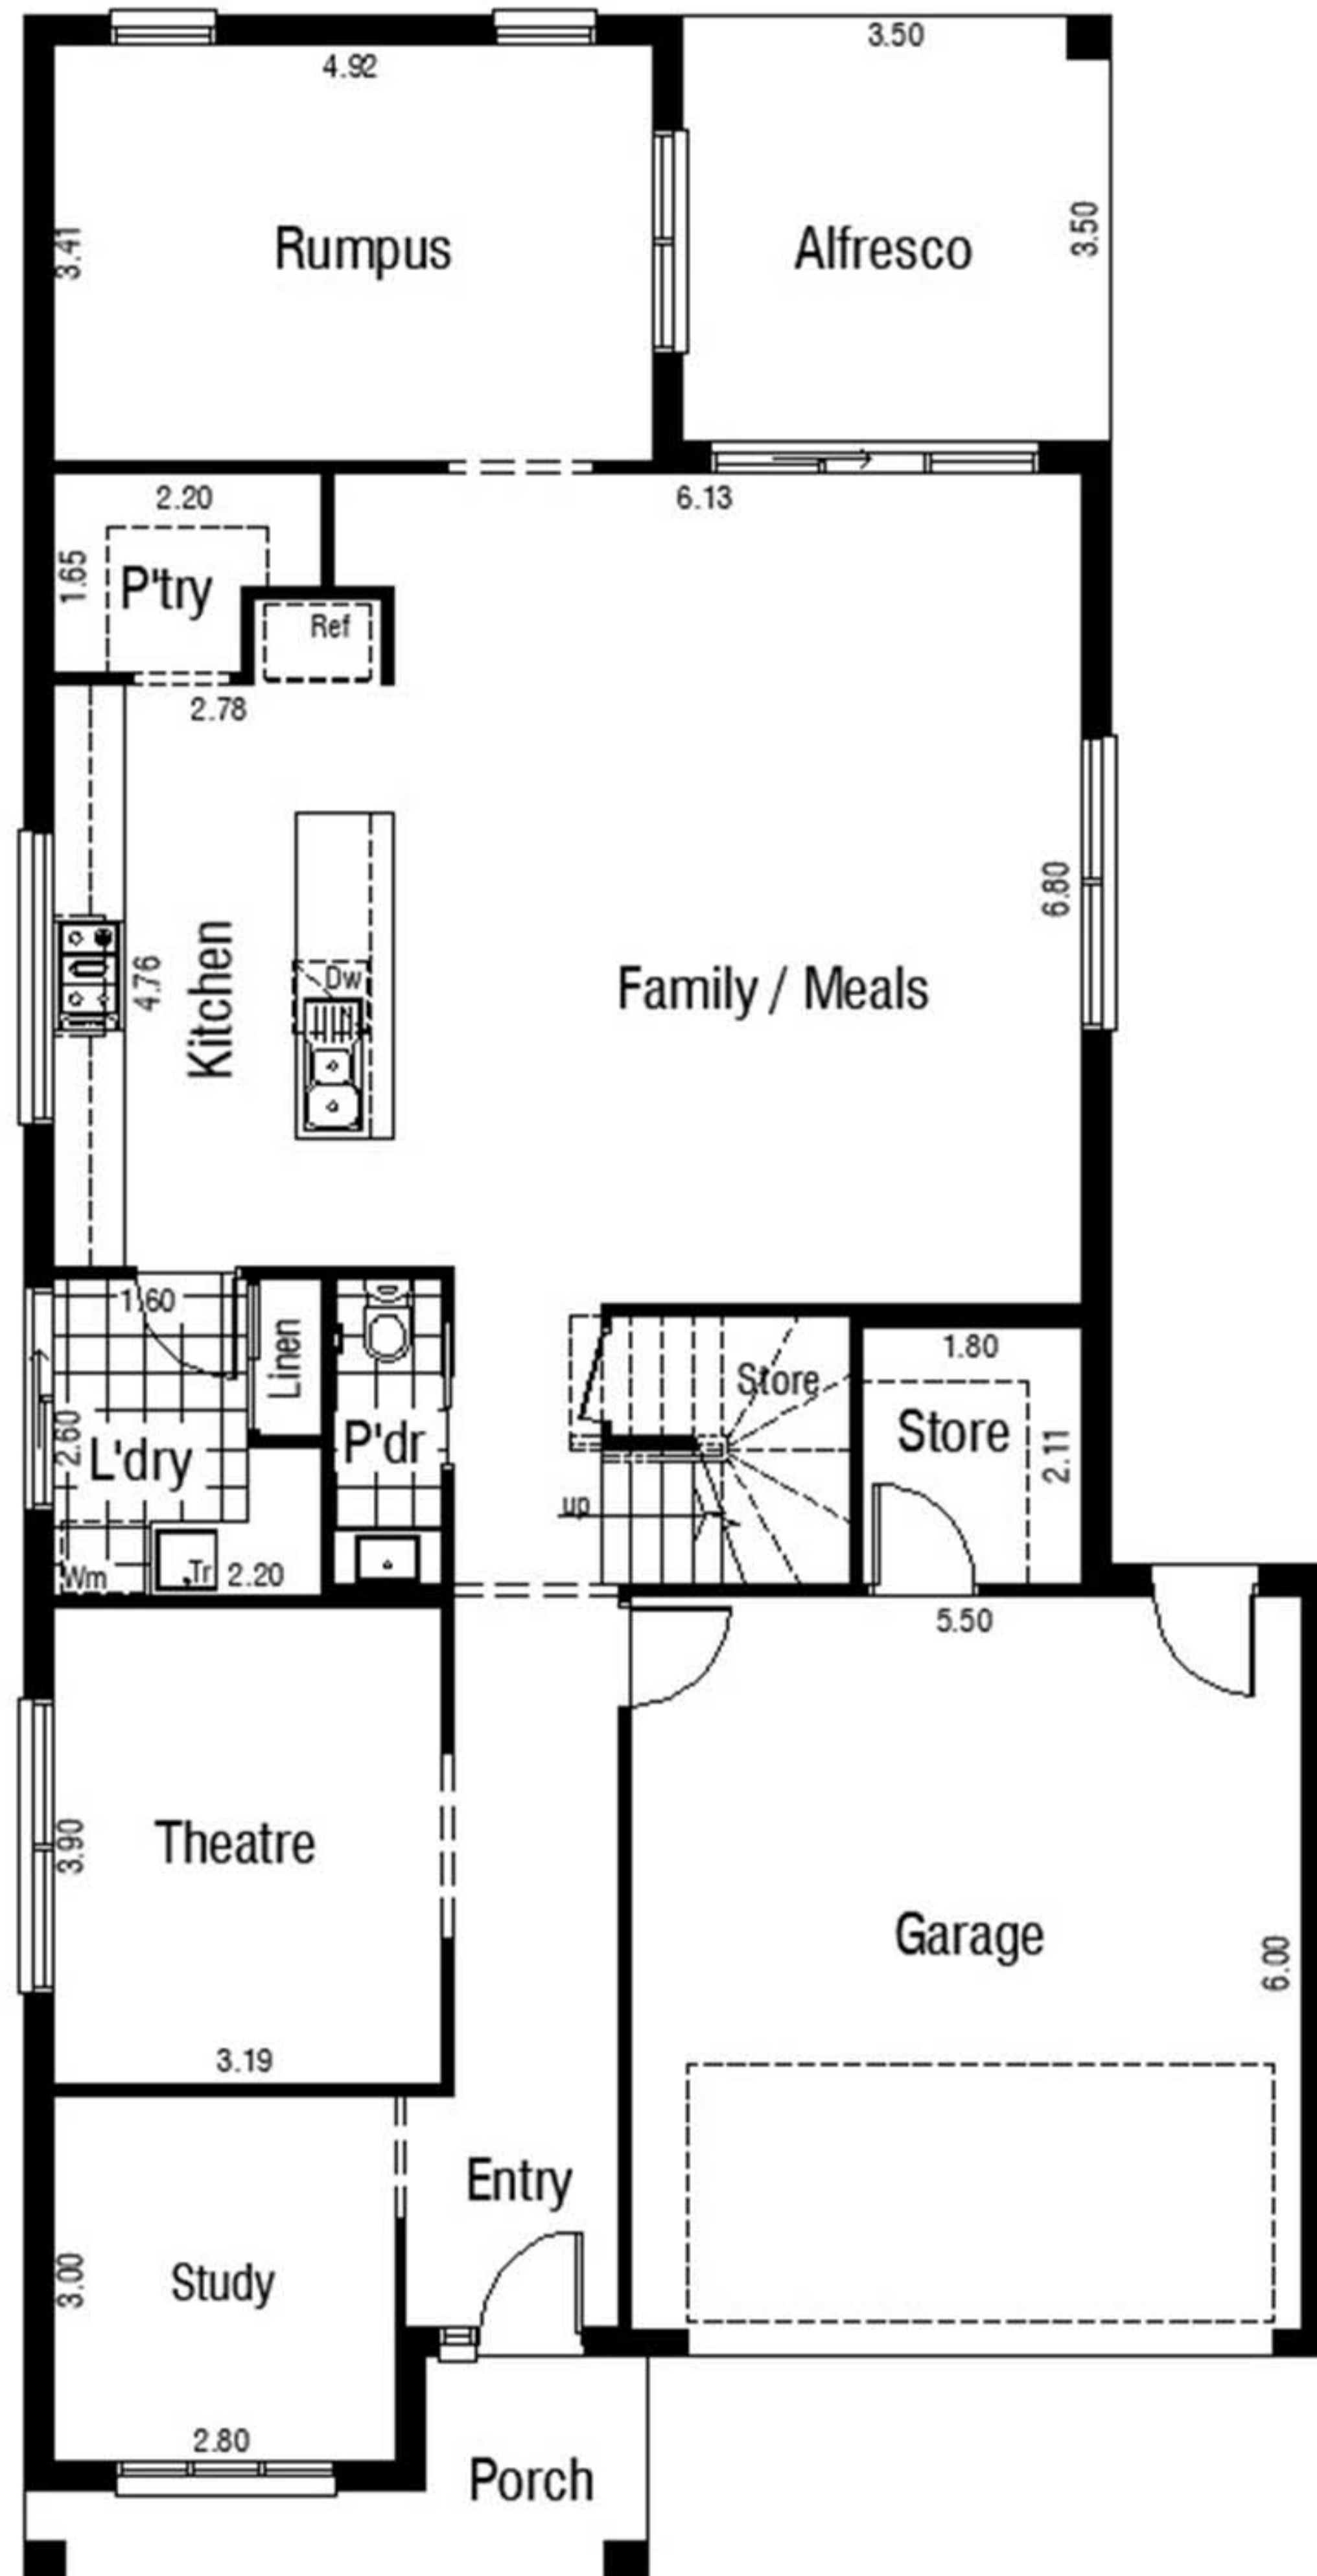 3.50
4.92
3.41
Rumpus
Alfresco
3.50
2.20
6.13
1.65
P'try
Ref
2.78
6.80
4.76
Kitchen
Dw
Family / Meals
1.60
Linen
1.80
Store
Store
2.60
L'dry
P'dr
2.11
up
Wm
Tr
2.20
5.50
3.90
Theatre
Garage
6.00
3.19
Entry
3.00
Study
2.80
Porch